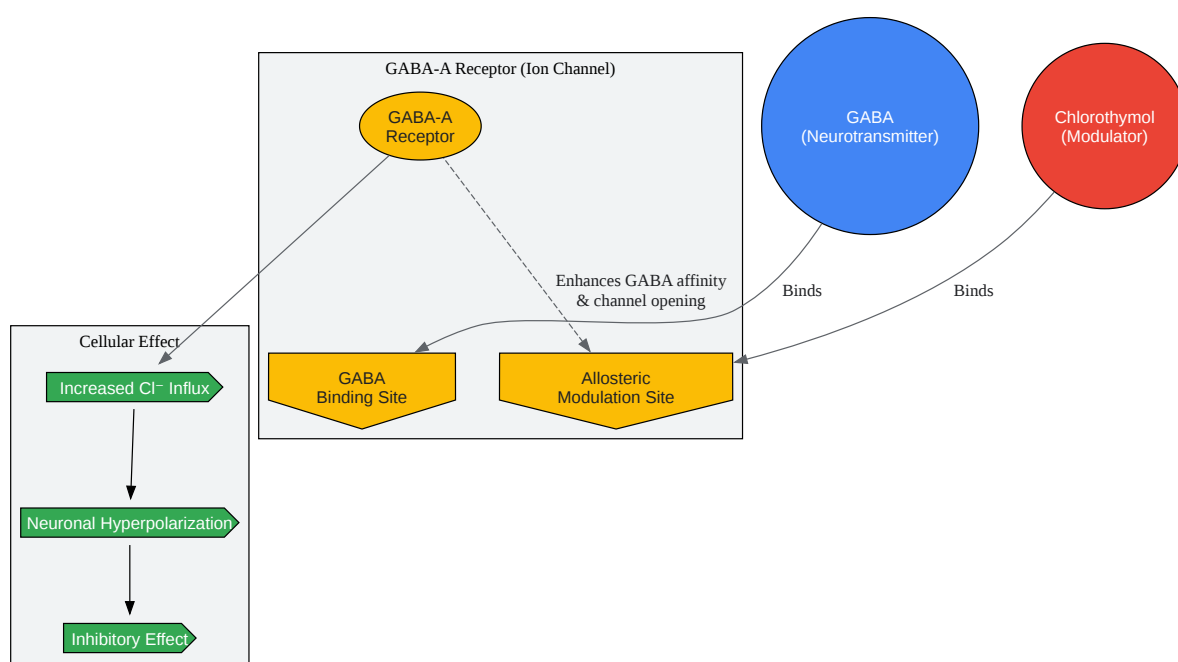 GABA-A Receptor (Ion Channel)
GABA-A
Receptor
GABA
(Neurotransmitter)
Chlorothymol
(Modulator)
Enhances GABA affinity
& channel opening
Binds
Binds
Cellular Effect
Increased Cl⁻ Influx
GABA
Binding Site
Allosteric
Modulation Site
Neuronal Hyperpolarization
Inhibitory Effect